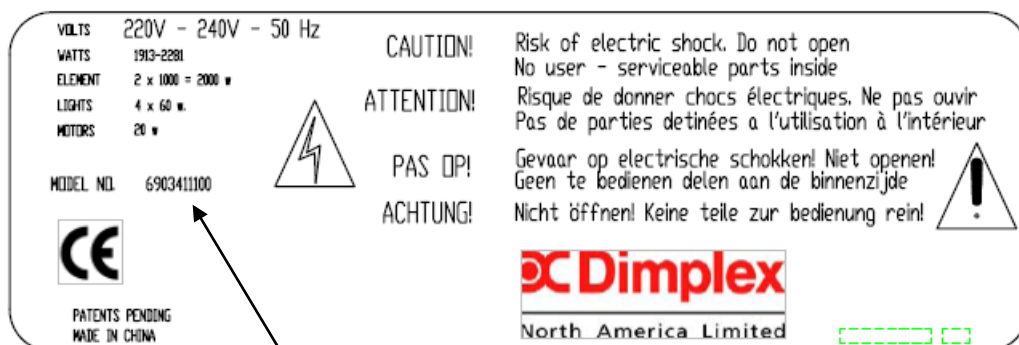 VOLTS 220V - 240V - 50 Hz
WATTS 1913-2281
ELEMENT 2 x 1000 = 2000 w
LIGHTS 4 x 60 w.
MOTORS 20 w
MODEL NO. 6903411100
CE
PATENTS PENDING
MADE IN CHINA
CAUTION!
Risk of electric shock. Do not open
No user - serviceable parts inside
ATTENTION!
Risque de donner chocs électriques. Ne pas ouvir
Pas de parties detinées a l'utilisation à l'intérieur
PAS OP!
Gevaar op electrische schokken! Niet openen!
Geen te bedienen delen aan de binnenzijde
ACHTUNG!
Nicht öffnen! Keine teile zur bedienung rein!
Dimplex
North America Limited